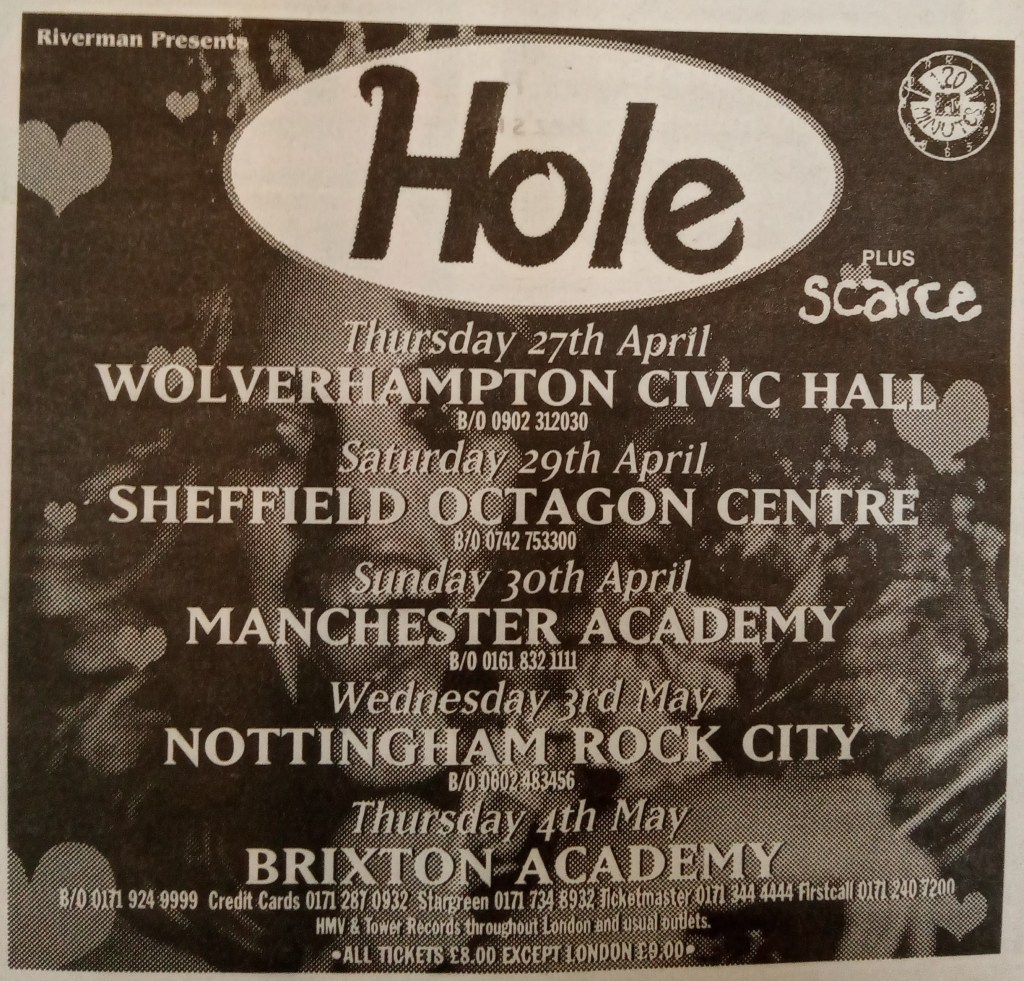 Riverman Presents
Hole
20
MINUTS
PLUS
scarce
Thursday 27th April
WOLVERHAMPTON CIVIC HALL
B/O 0902 312030
Saturday 29th April
SHEFFIELD OCTAGON CENTRE
B/O 0742 753300
Sunday 30th April
MANCHESTER ACADEMY
B/O 0161 832 1111
Wednesday 3rd May
NOTTINGHAM ROCK CITY
B/O 0602 483456
Thursday 4th May
BRIXTON ACADEMY
B/O 0171 924 9999 Credit Cards 0171 287 0932 Stargreen 0171 734 8932 Ticketmaster 0171 344 4444 Firstcall 0171 240 7200
HMV & Tower Records throughout London and usual outlets.
•ALL TICKETS £8.00 EXCEPT LONDON £9.00•